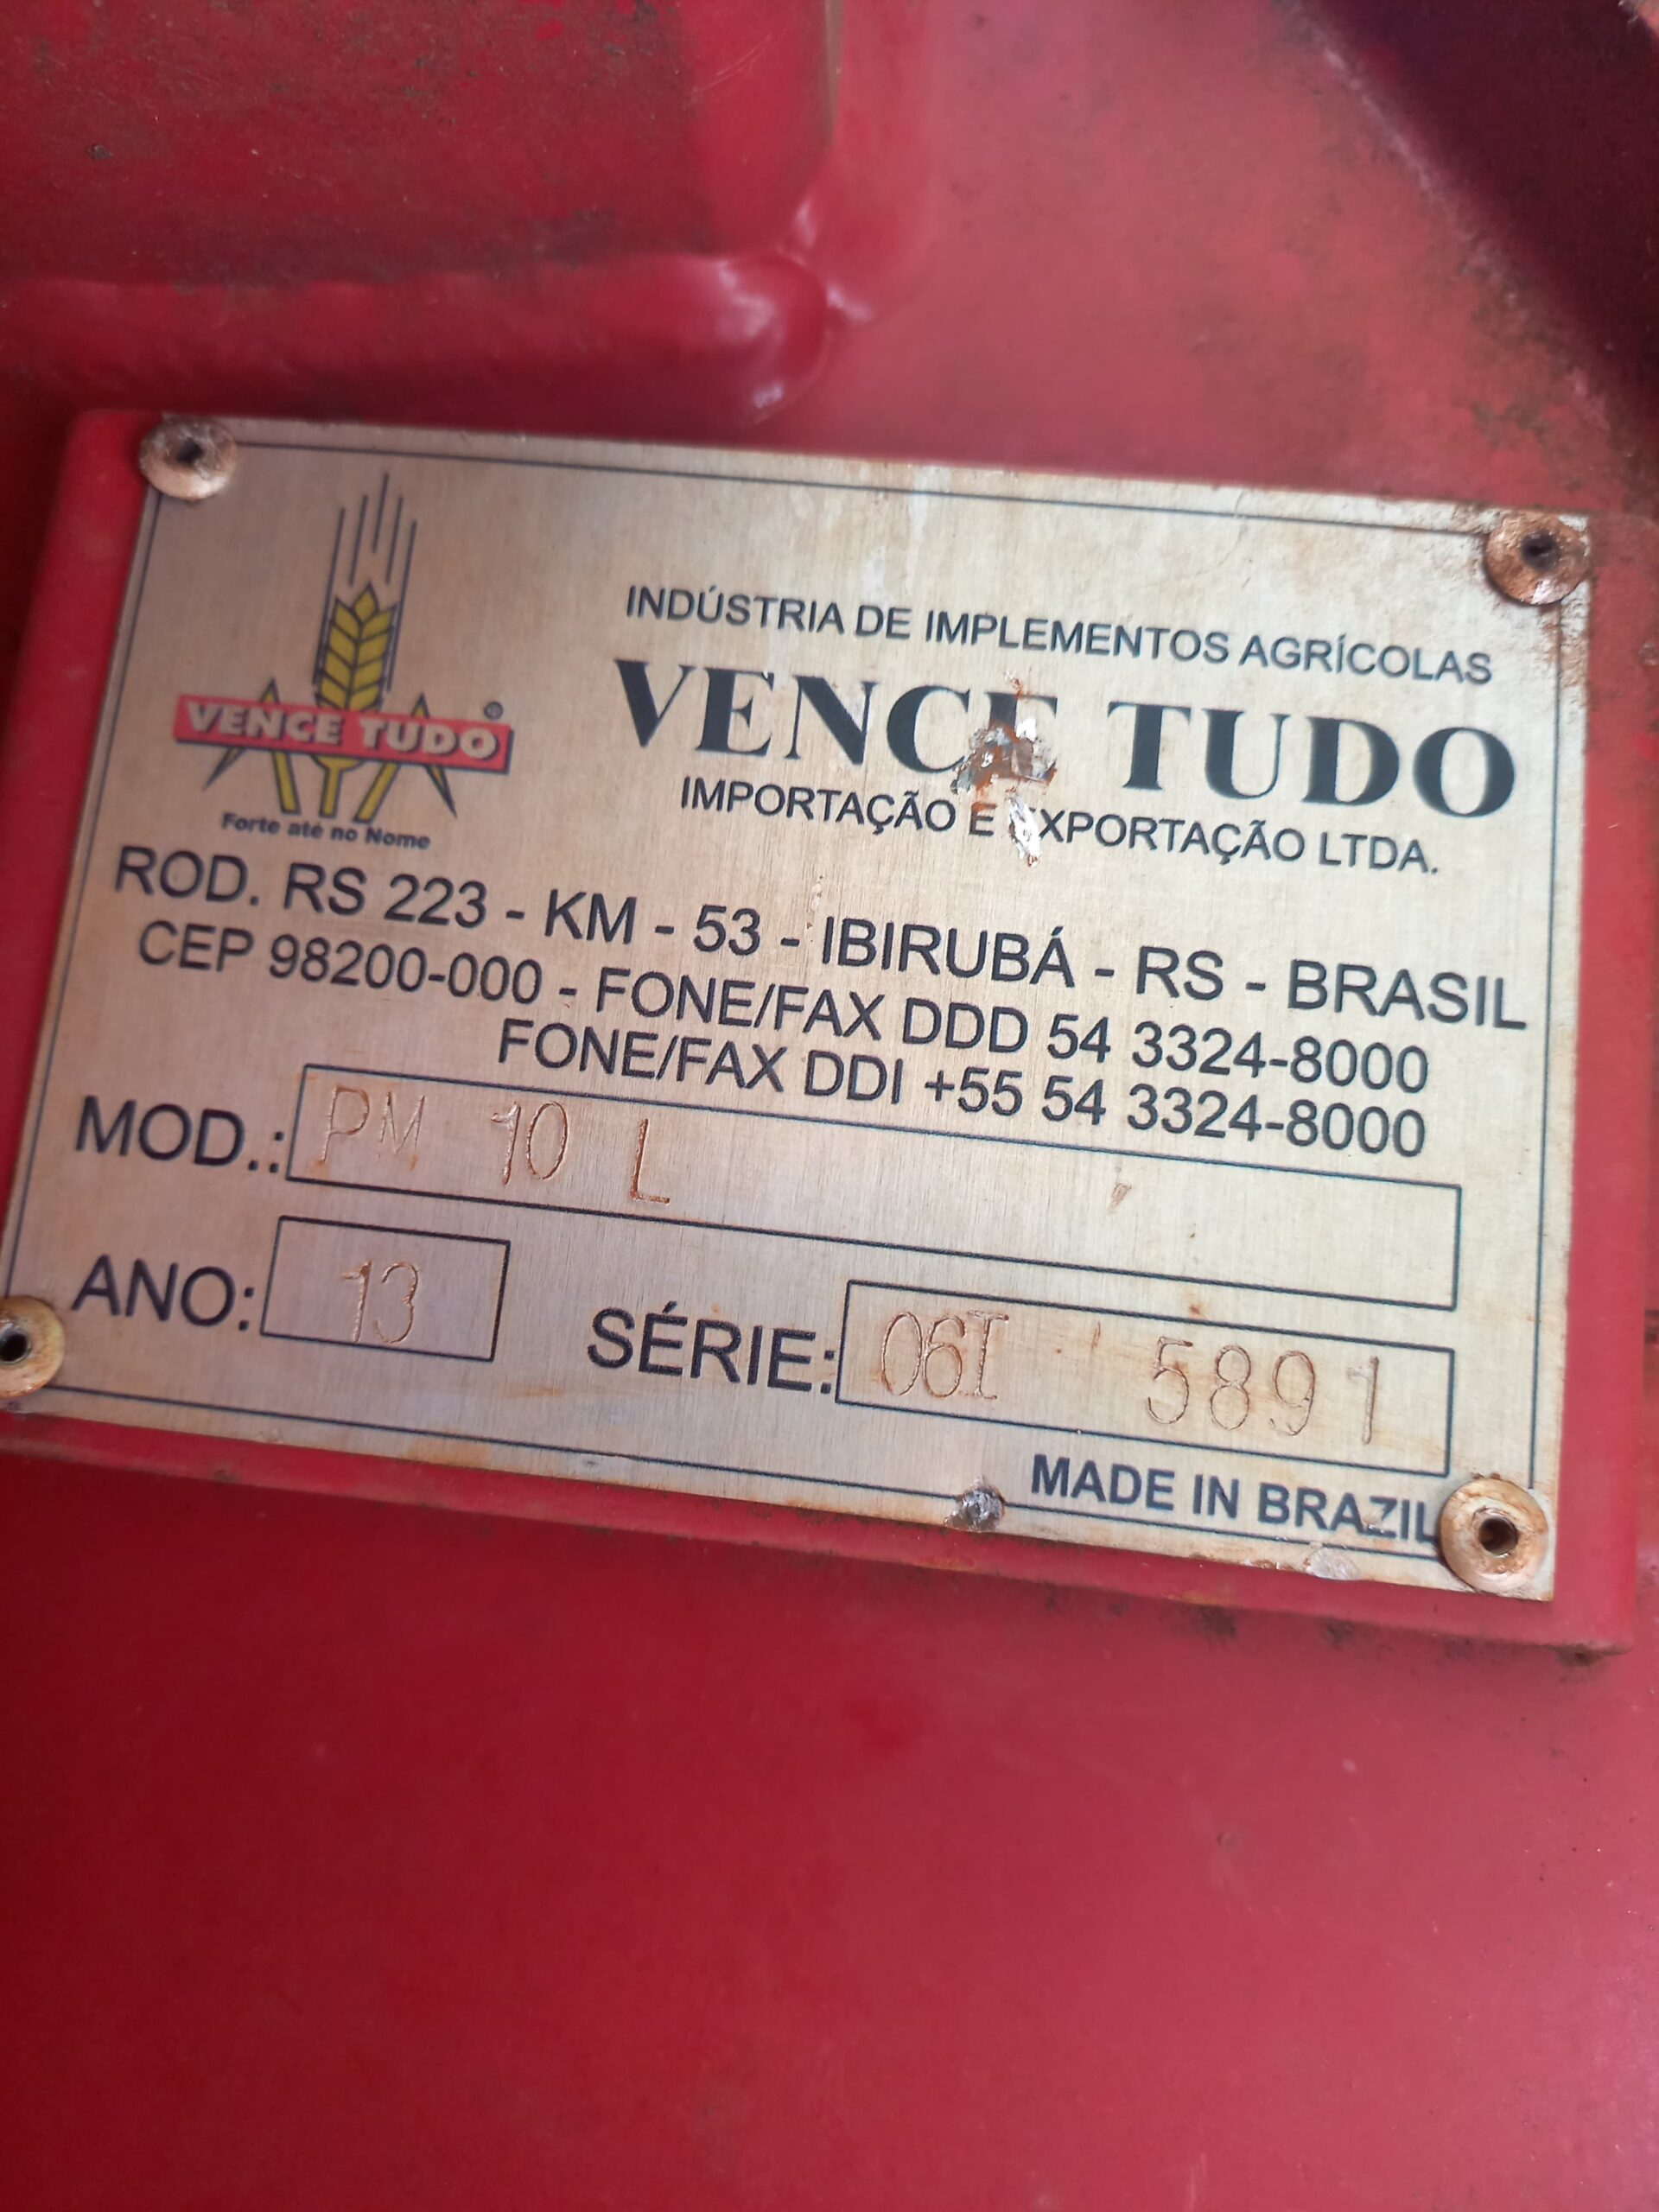 VENCE TUDO ®
Forte até no Nome
INDÚSTRIA DE IMPLEMENTOS AGRÍCOLAS
VENCE TUDO
IMPORTAÇÃO E EXPORTAÇÃO LTDA.
ROD. RS 223 - KM - 53 - IBIRUBÁ - RS - BRASIL
CEP 98200-000 - FONE/FAX DDD 54 3324-8000
FONE/FAX DDI +55 54 3324-8000
MOD.: PM 10 L
ANO: 13 SÉRIE: 06I 5891
MADE IN BRAZIL